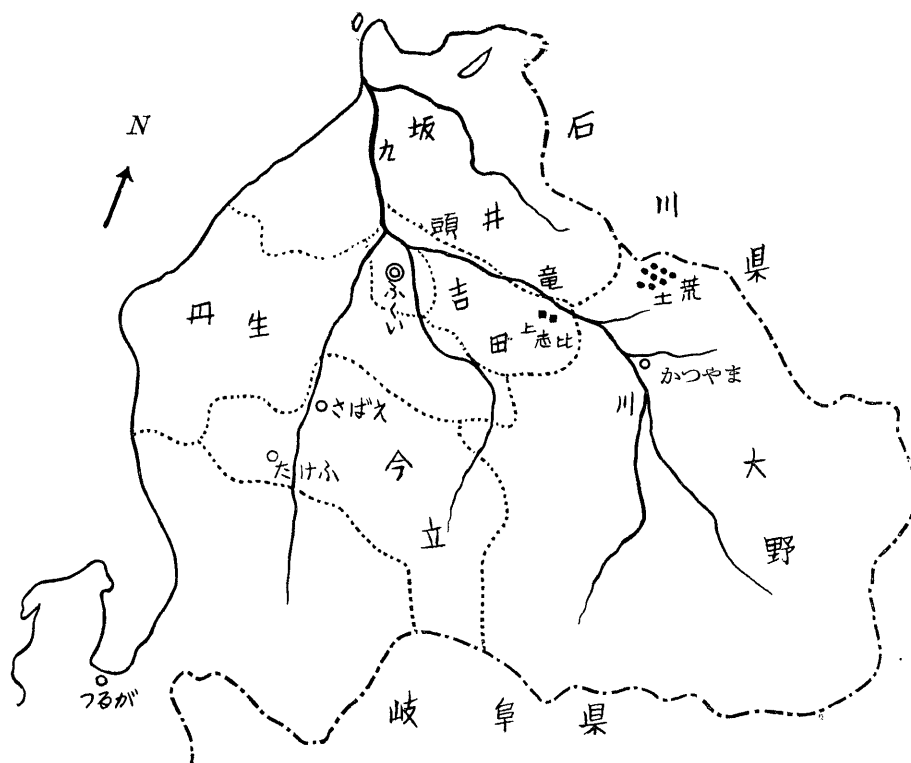 N
石川県
坂井
九頭竜川
丹生
ふくい
吉田
上志比
土荒
かつやま
さばえ
たけふ
今立
大野
つるが
岐阜県